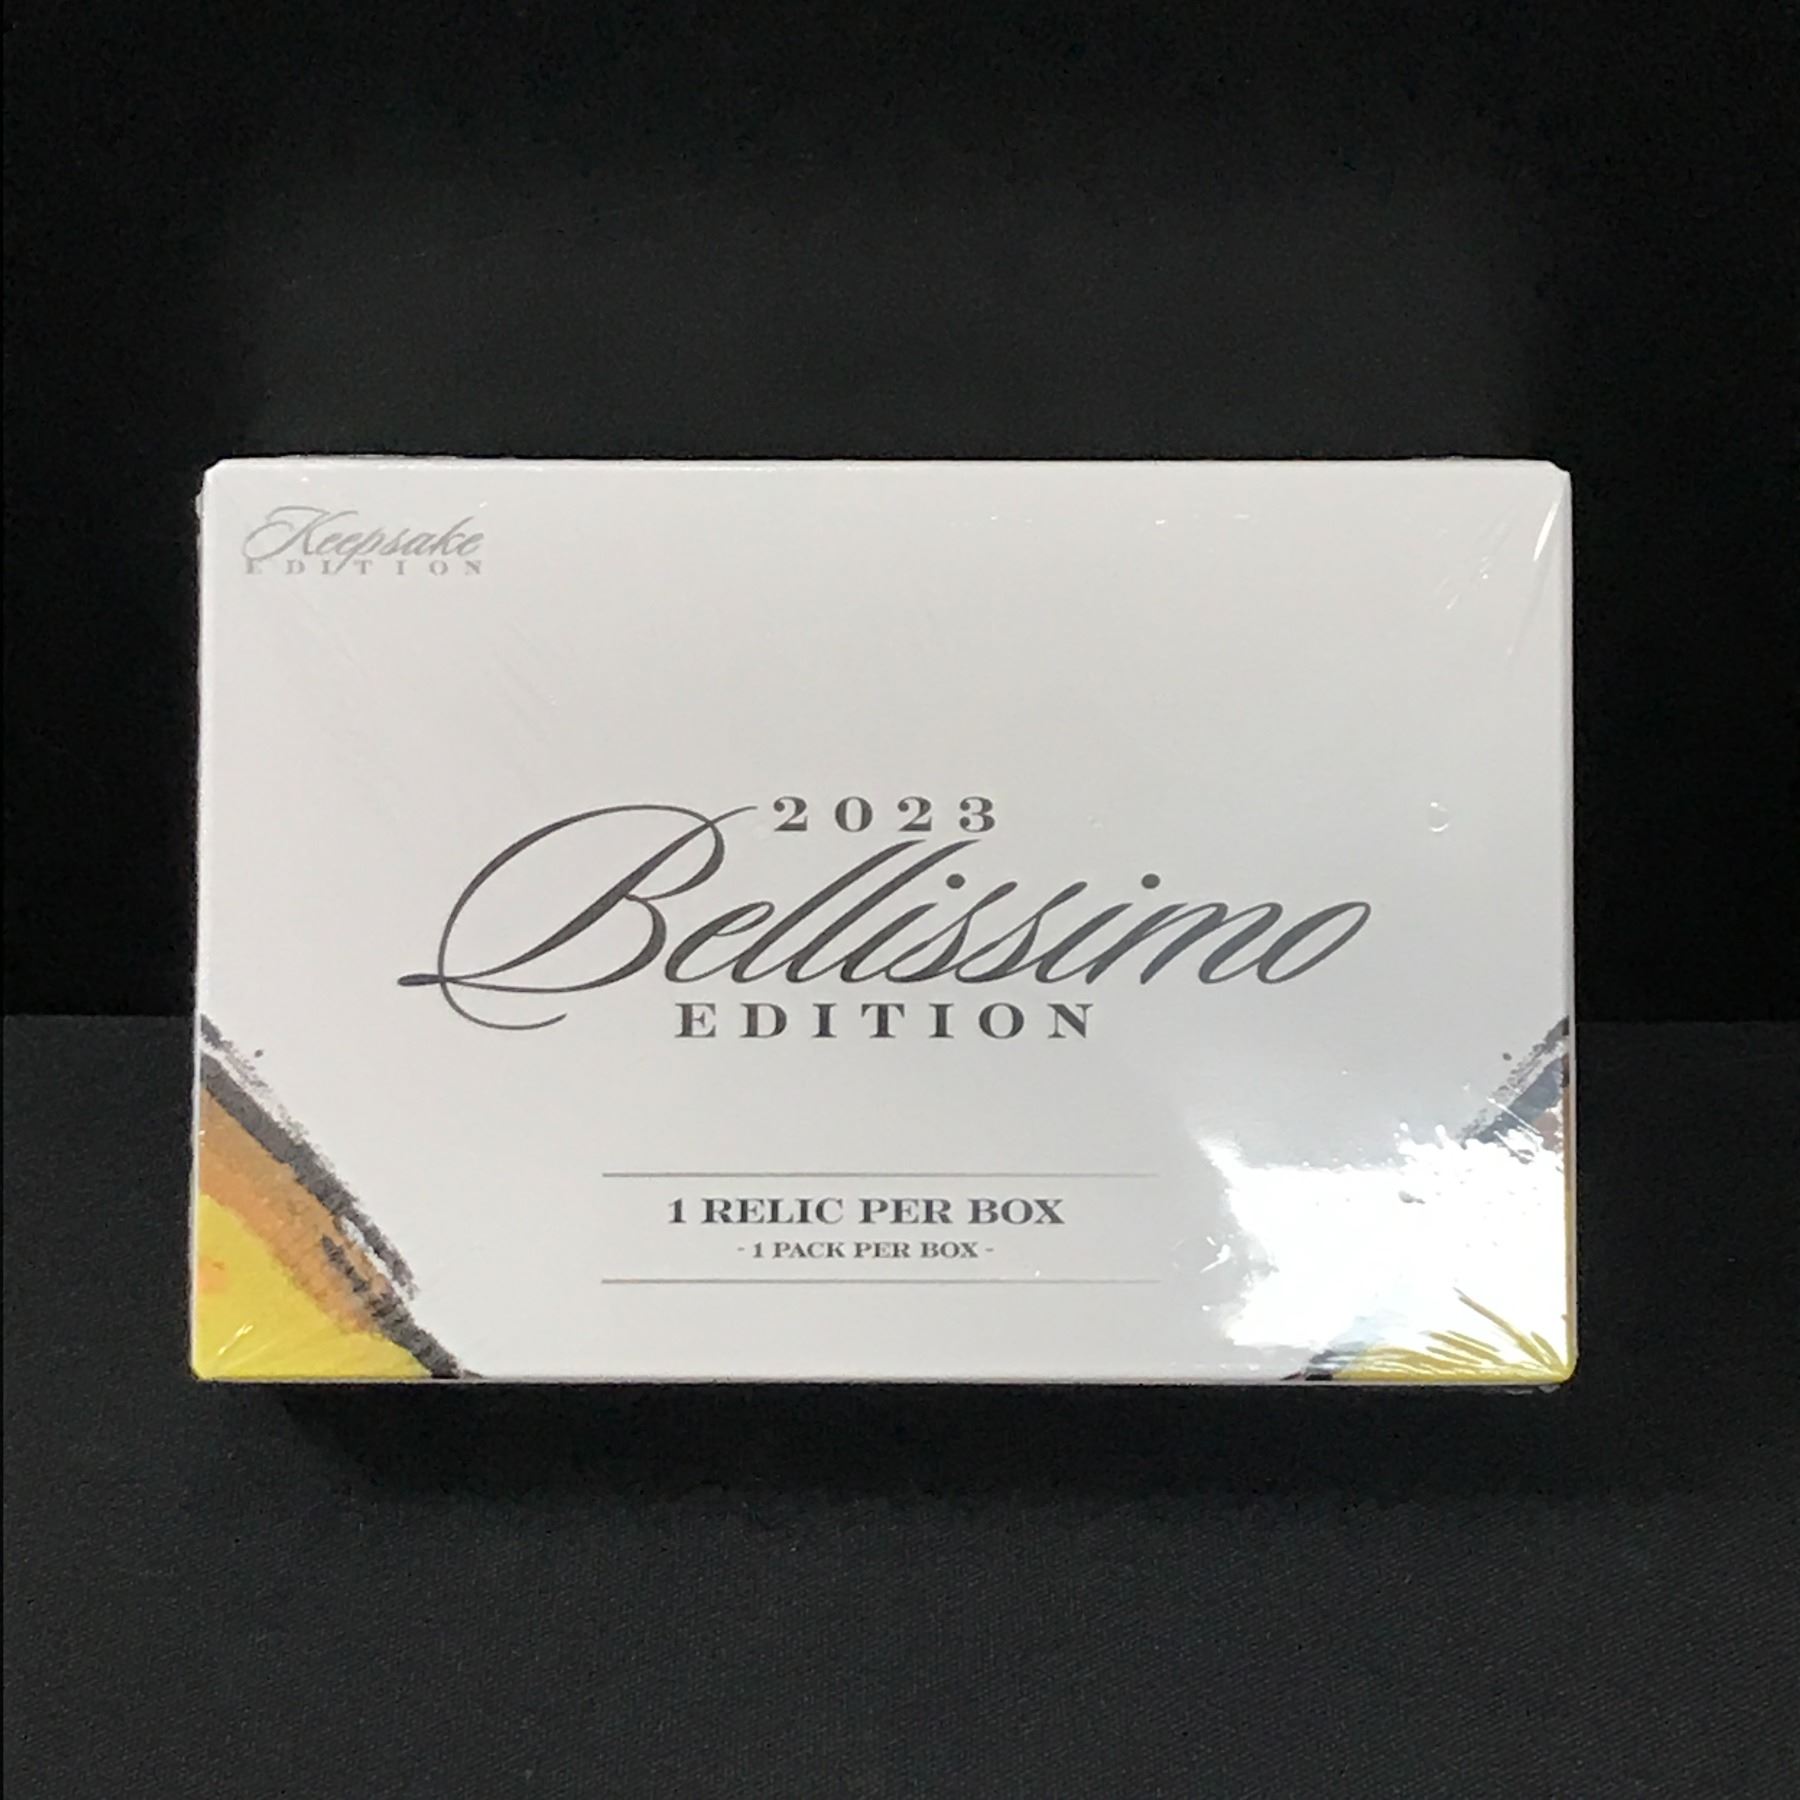 Keepsake
EDITION
2023
Bellissimo
EDITION
1 RELIC PER BOX
- 1 PACK PER BOX -